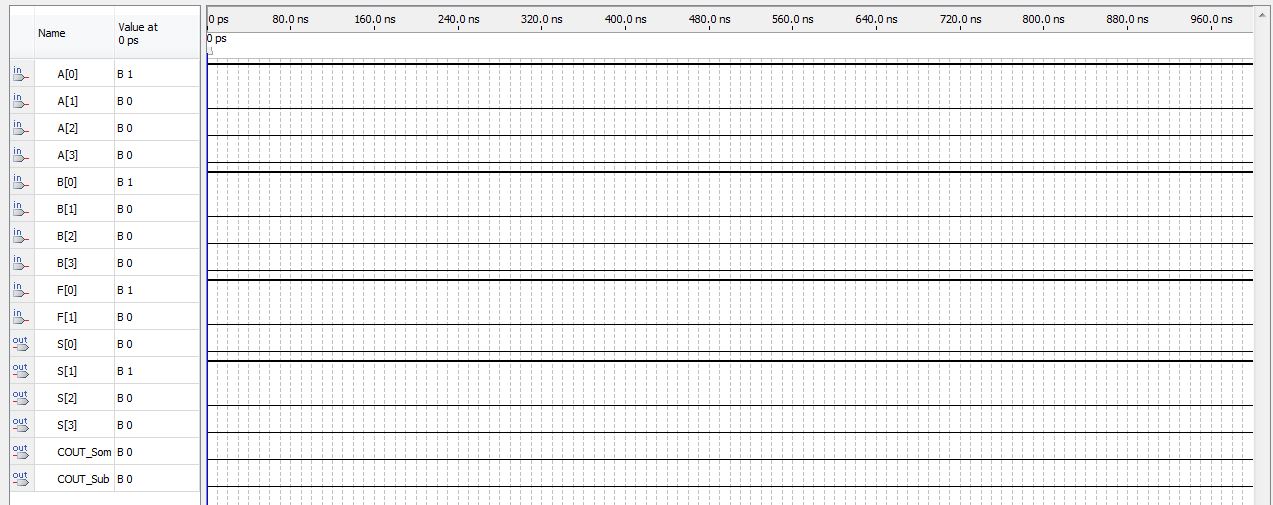 Name Value at 0 ps
0 ps 80.0 ns 160.0 ns 240.0 ns 320.0 ns 400.0 ns 480.0 ns 560.0 ns 640.0 ns 720.0 ns 800.0 ns 880.0 ns 960.0 ns
0 ps
in A[0] B 1
in A[1] B 0
in A[2] B 0
in A[3] B 0
in B[0] B 1
in B[1] B 0
in B[2] B 0
in B[3] B 0
in F[0] B 1
in F[1] B 0
out S[0] B 0
out S[1] B 1
out S[2] B 0
out S[3] B 0
out COUT_Som B 0
out COUT_Sub B 0